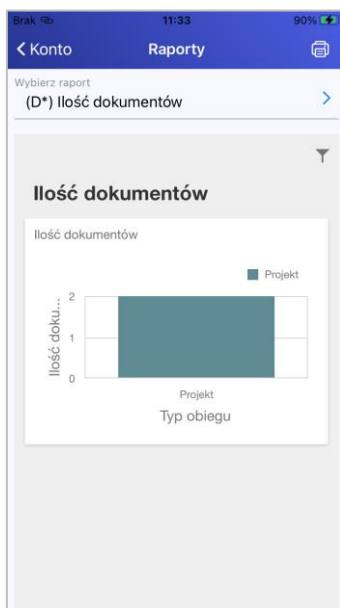 Brak 11:33 90%
Konto Raporty
Wybierz raport
(D*) Ilość dokumentów
Ilość dokumentów
Ilość dokumentów
Projekt
Ilość doku...
2
1
0
Projekt
Typ obiegu